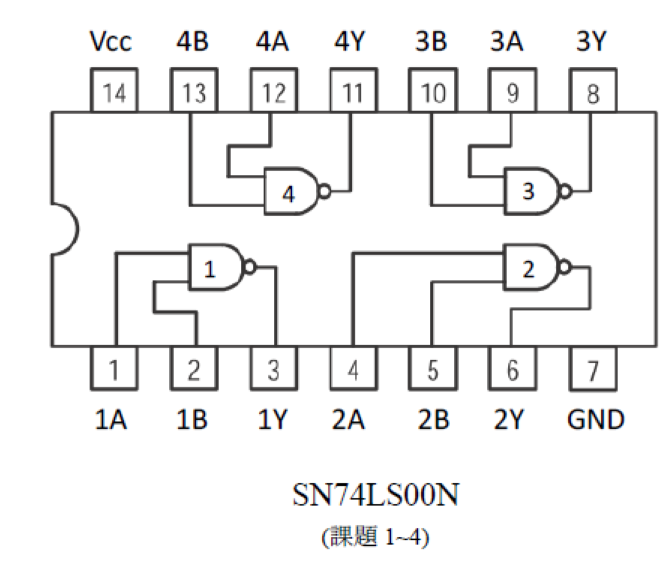 Vcc 4B 4A 4Y 3B 3A 3Y
14 13 12 11 10 9 8
4 3
1 2
1 2 3 4 5 6 7
1A 1B 1Y 2A 2B 2Y GND
SN74LS00N
(課題 1~4)